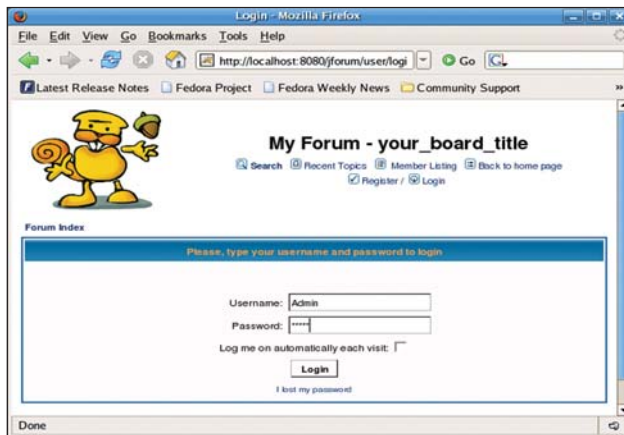 Login - Mozilla Firefox
File Edit View Go Bookmarks Tools Help
http://localhost:8080/jforum/user/logi Go G
Latest Release Notes Fedora Project Fedora Weekly News Community Support »
My Forum - your_board_title
Search Recent Topics Member Listing Back to home page
Register / Login
Forum Index
Please, type your username and password to login
Username: Admin
Password: *****
Log me on automatically each visit:
Login
I lost my password
Done